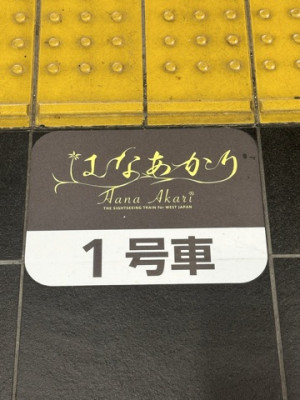 はなあかり
Hana Akari®
THE SIGHTSEEING TRAIN for WEST JAPAN
1号車